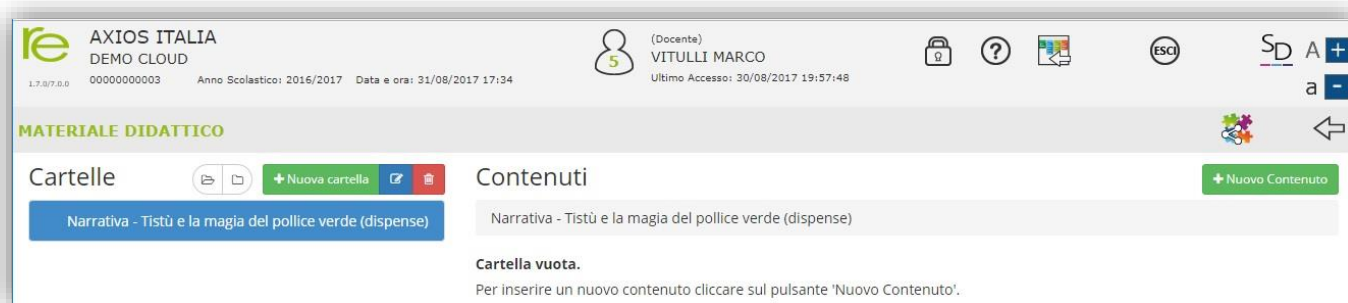 re
1.7.0/7.0.0
AXIOS ITALIA
DEMO CLOUD
00000000003 Anno Scolastico: 2016/2017 Data e ora: 31/08/2017 17:34
5
(Docente)
VITULLI MARCO
Ultimo Accesso: 30/08/2017 19:57:48
ESCI
SD
A +
a -
MATERIALE DIDATTICO
Cartelle
+Nuova cartella
Narrativa - Tistù e la magia del pollice verde (dispense)
Contenuti
+Nuovo Contenuto
Narrativa - Tistù e la magia del pollice verde (dispense)
Cartella vuota.
Per inserire un nuovo contenuto cliccare sul pulsante 'Nuovo Contenuto'.